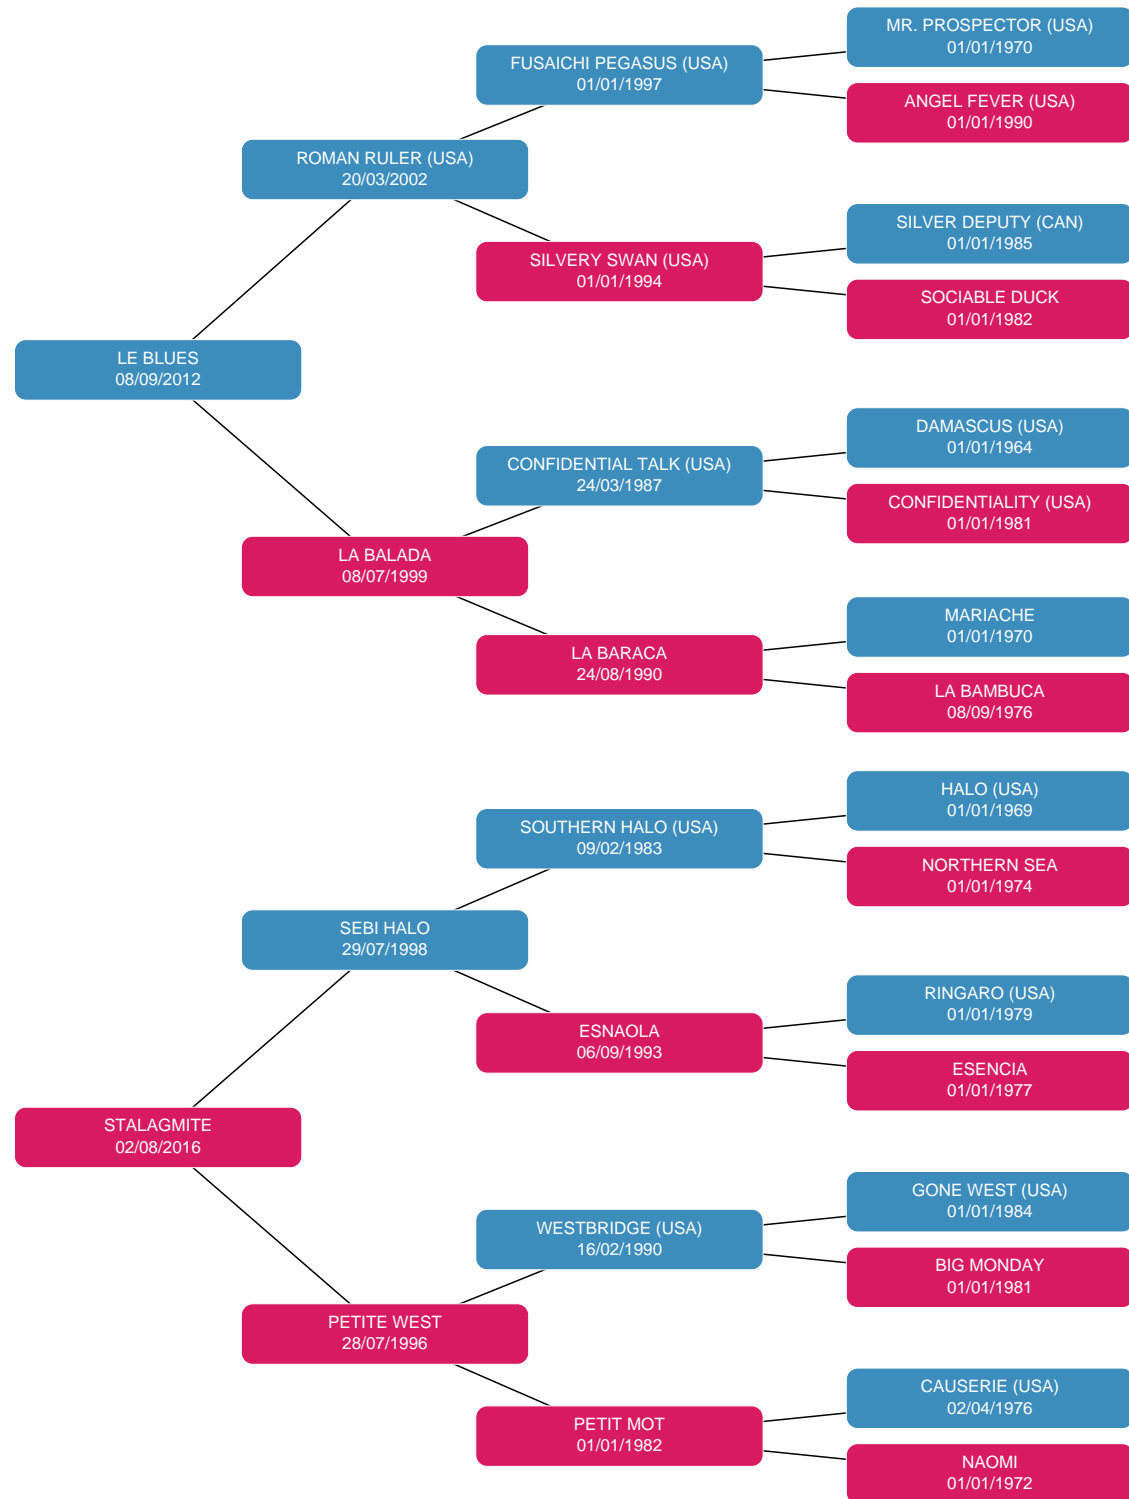 MR. PROSPECTOR (USA)
01/01/1970
FUSAICHI PEGASUS (USA)
01/01/1997
ANGEL FEVER (USA)
01/01/1990
ROMAN RULER (USA)
20/03/2002
SILVER DEPUTY (CAN)
01/01/1985
SILVERY SWAN (USA)
01/01/1994
SOCIABLE DUCK
01/01/1982
LE BLUES
08/09/2012
DAMASCUS (USA)
01/01/1964
CONFIDENTIAL TALK (USA)
24/03/1987
CONFIDENTIALITY (USA)
01/01/1981
LA BALADA
08/07/1999
MARIACHE
01/01/1970
LA BARACA
24/08/1990
LA BAMBUCA
08/09/1976
HALO (USA)
01/01/1969
SOUTHERN HALO (USA)
09/02/1983
NORTHERN SEA
01/01/1974
SEBI HALO
29/07/1998
RINGARO (USA)
01/01/1979
ESNAOLA
06/09/1993
ESENCIA
01/01/1977
STALAGMITE
02/08/2016
GONE WEST (USA)
01/01/1984
WESTBRIDGE (USA)
16/02/1990
BIG MONDAY
01/01/1981
PETITE WEST
28/07/1996
CAUSERIE (USA)
02/04/1976
PETIT MOT
01/01/1982
NAOMI
01/01/1972